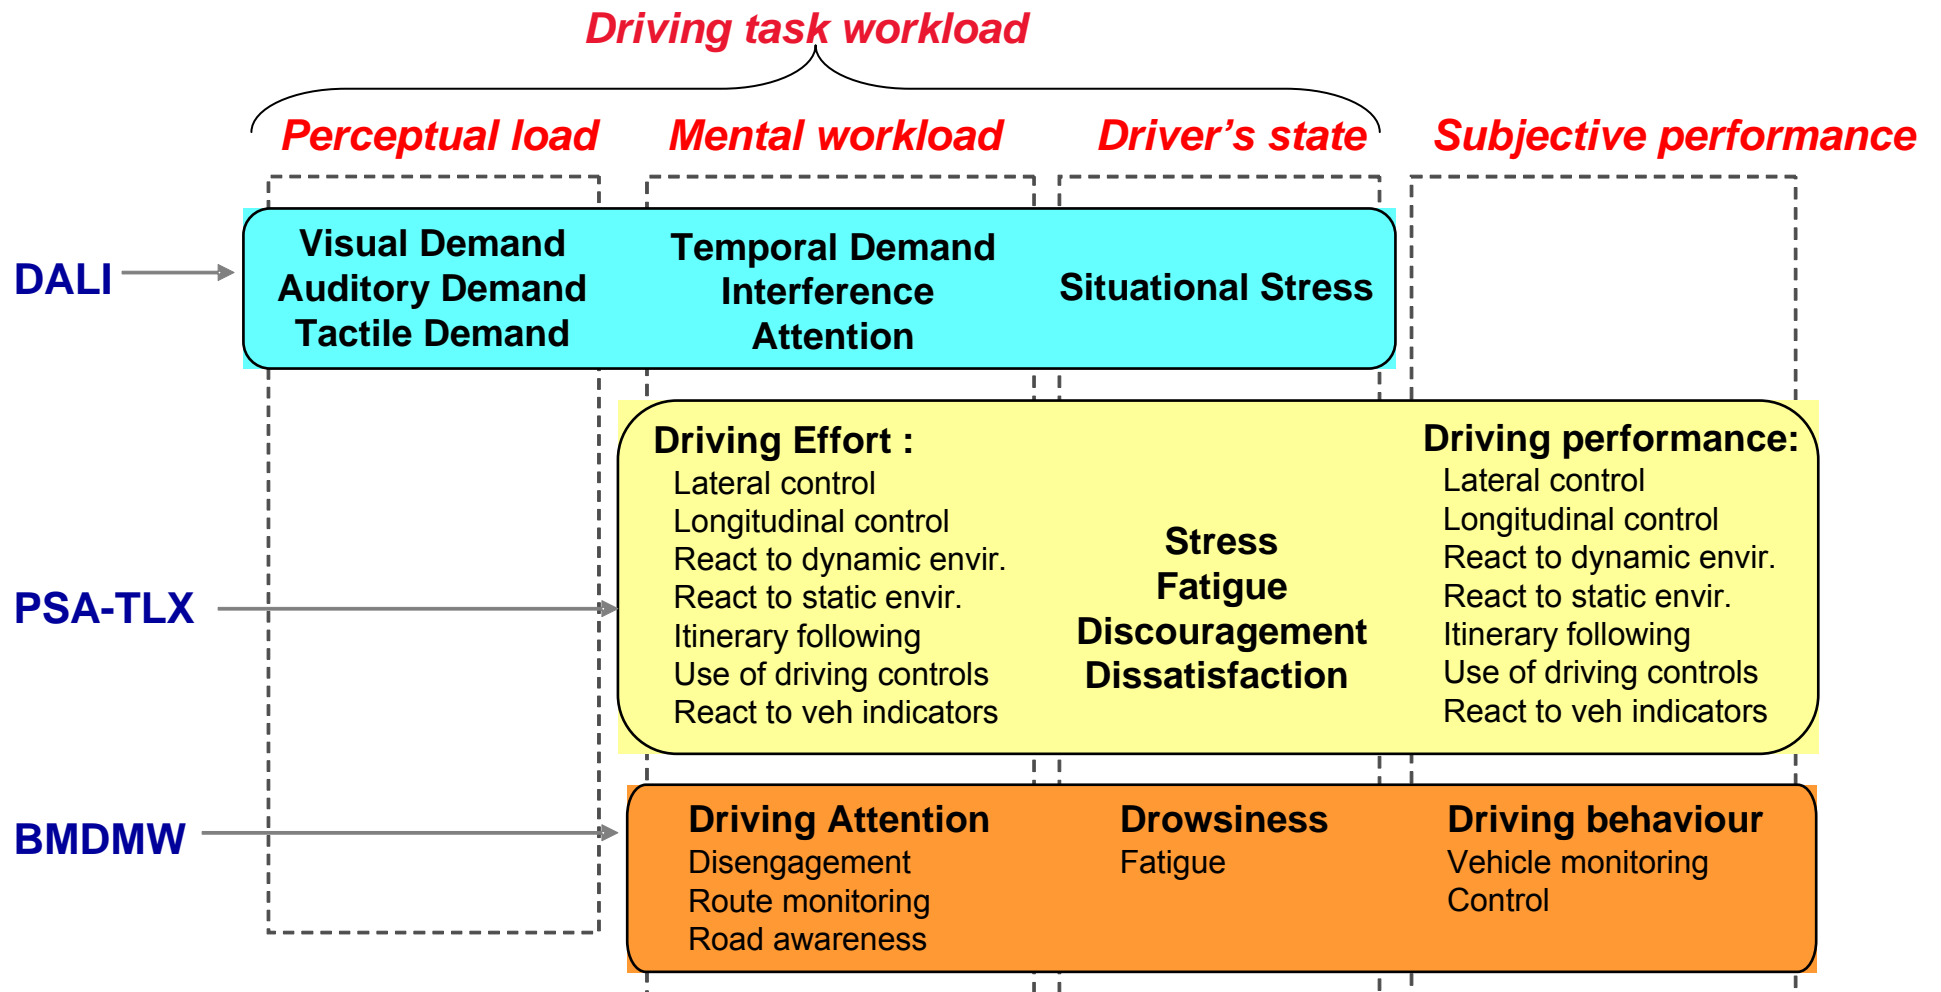 Driving task workload
Perceptual load
Mental workload
Driver's state
Subjective performance
DALI
Visual Demand
Auditory Demand
Tactile Demand
Temporal Demand
Interference
Attention
Situational Stress
PSA-TLX
Driving Effort :
Lateral control
Longitudinal control
React to dynamic envir.
React to static envir.
Itinerary following
Use of driving controls
React to veh indicators
Stress
Fatigue
Discouragement
Dissatisfaction
Driving performance:
Lateral control
Longitudinal control
React to dynamic envir.
React to static envir.
Itinerary following
Use of driving controls
React to veh indicators
BMDMW
Driving Attention
Disengagement
Route monitoring
Road awareness
Drowsiness
Fatigue
Driving behaviour
Vehicle monitoring
Control